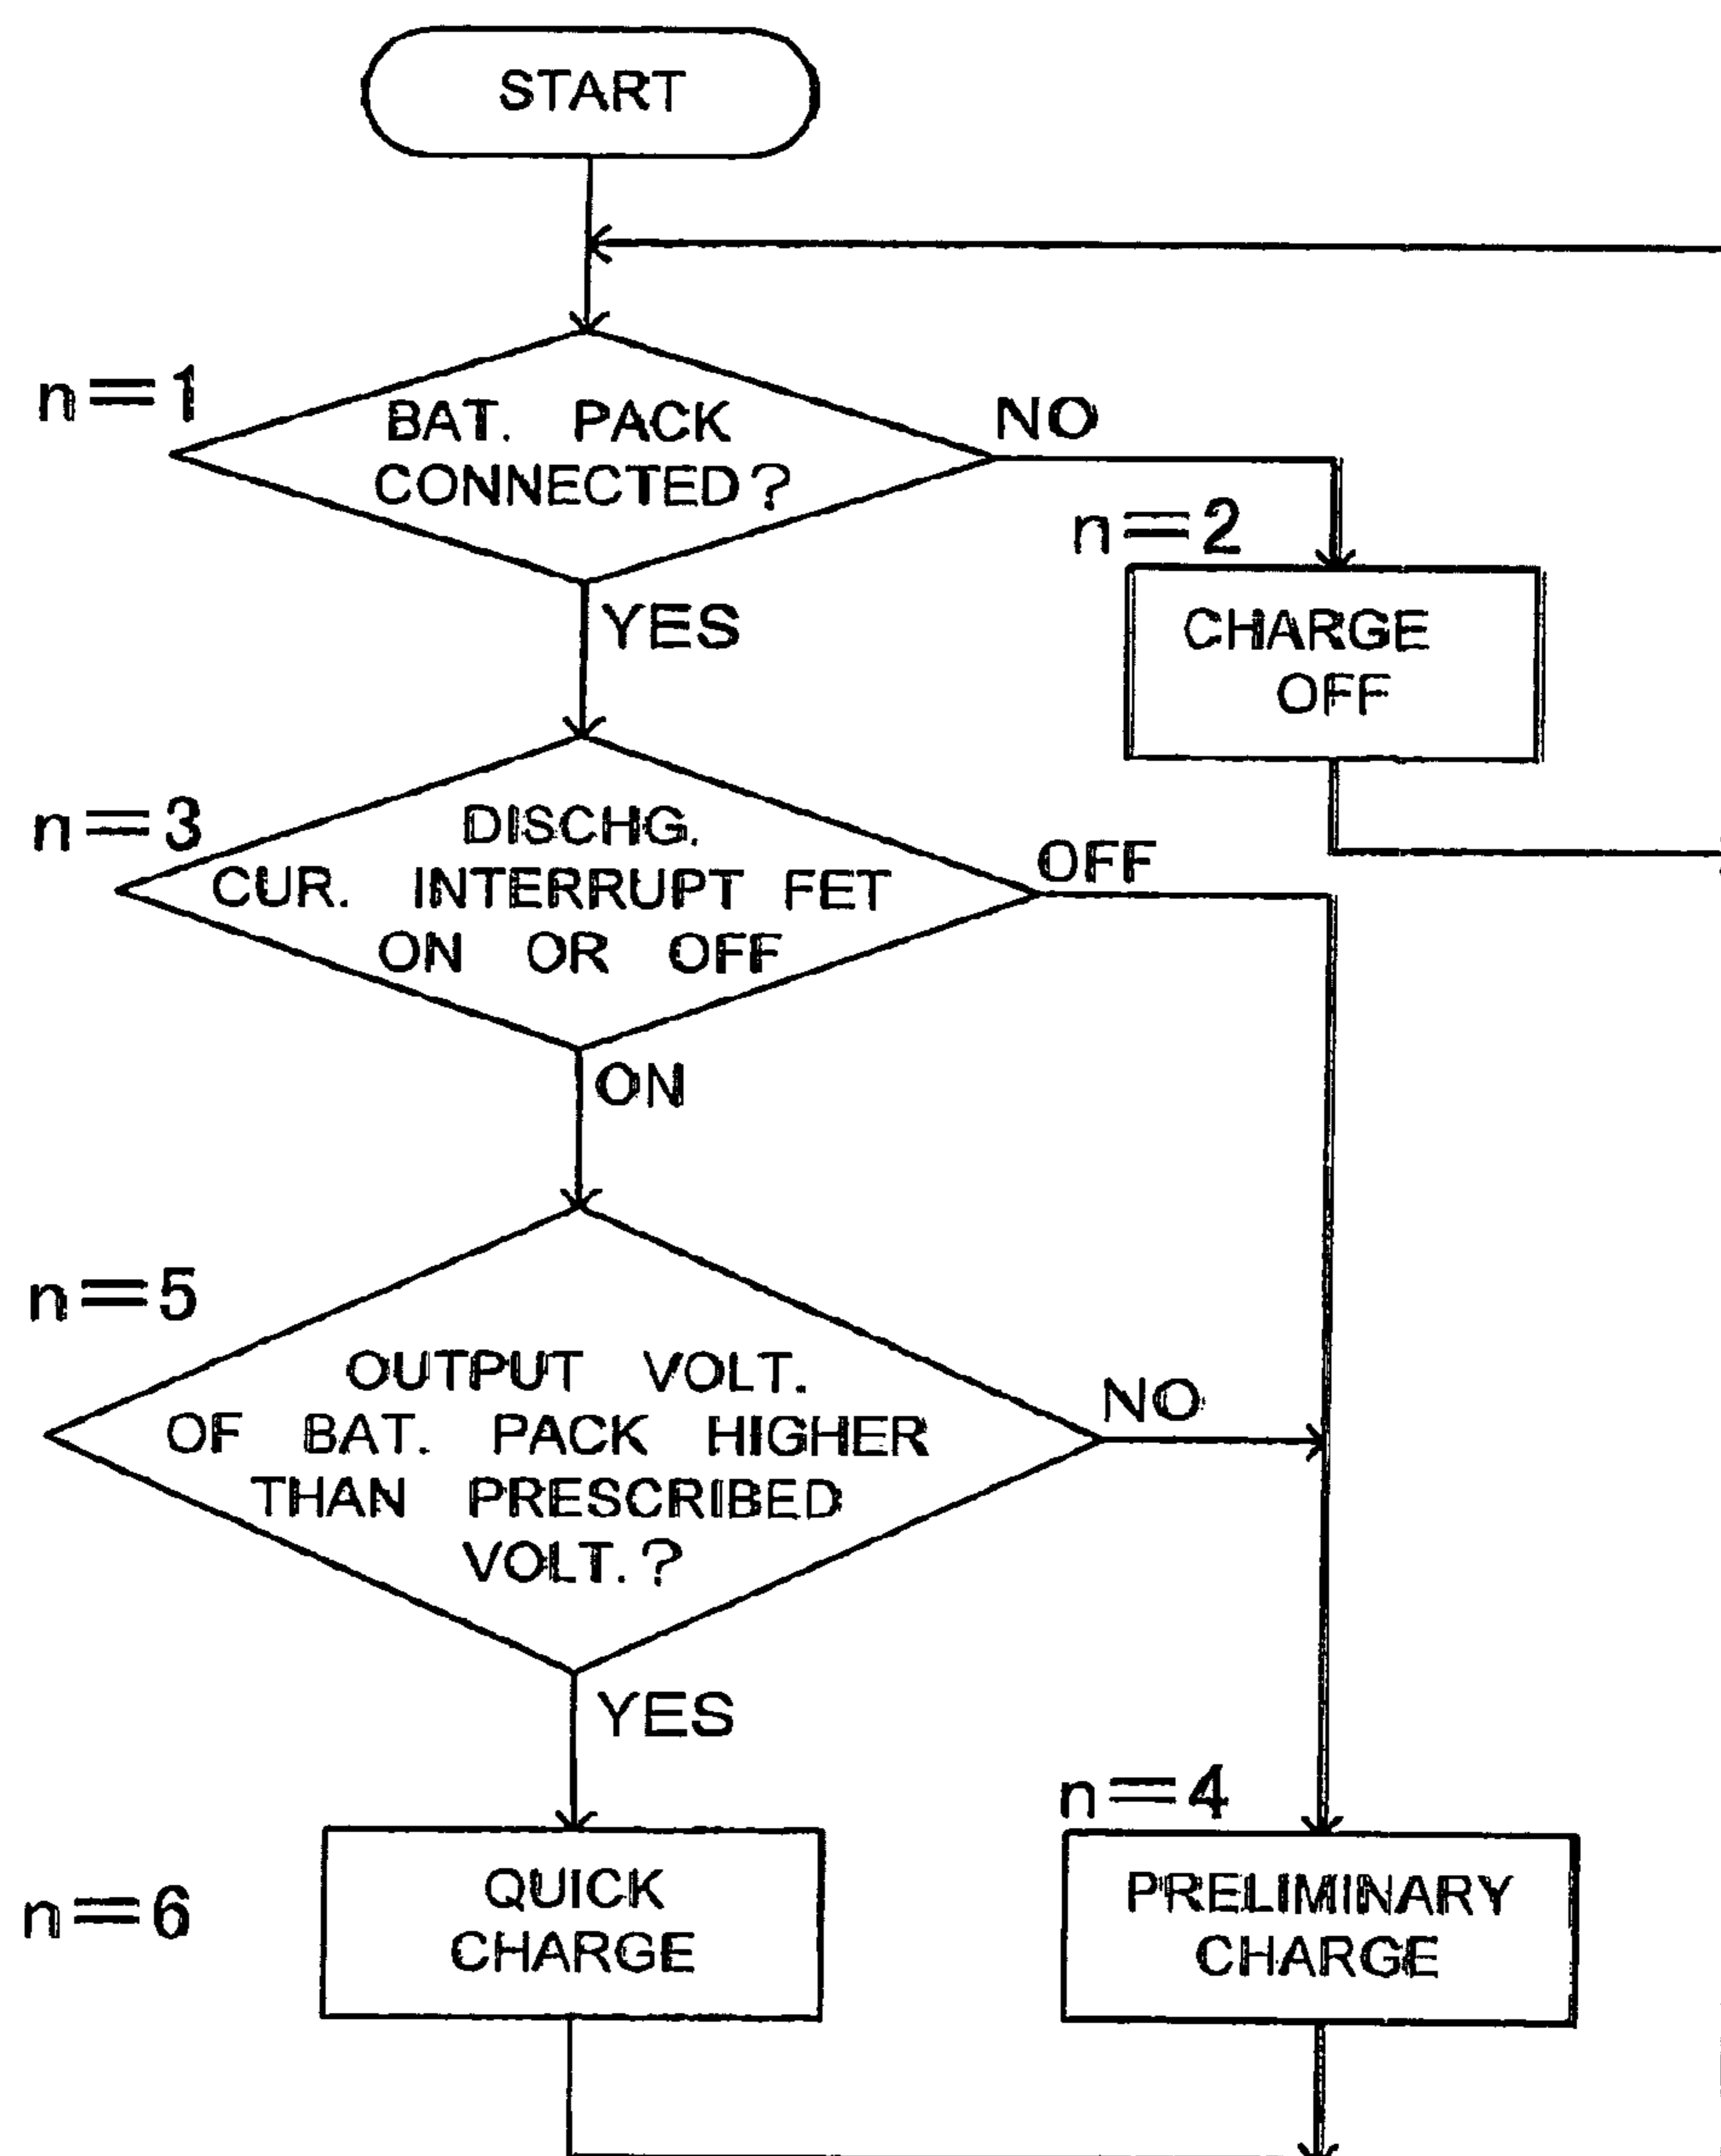 START
n=1
BAT. PACK
CONNECTED?
NO
n=2
CHARGE
OFF
YES
n=3
DISCHG.
CUR. INTERRUPT FET
ON OR OFF
OFF
ON
n=5
OUTPUT VOLT.
OF BAT. PACK HIGHER
THAN PRESCRIBED
VOLT.?
NO
YES
n=4
n=6
QUICK
CHARGE
PRELIMINARY
CHARGE